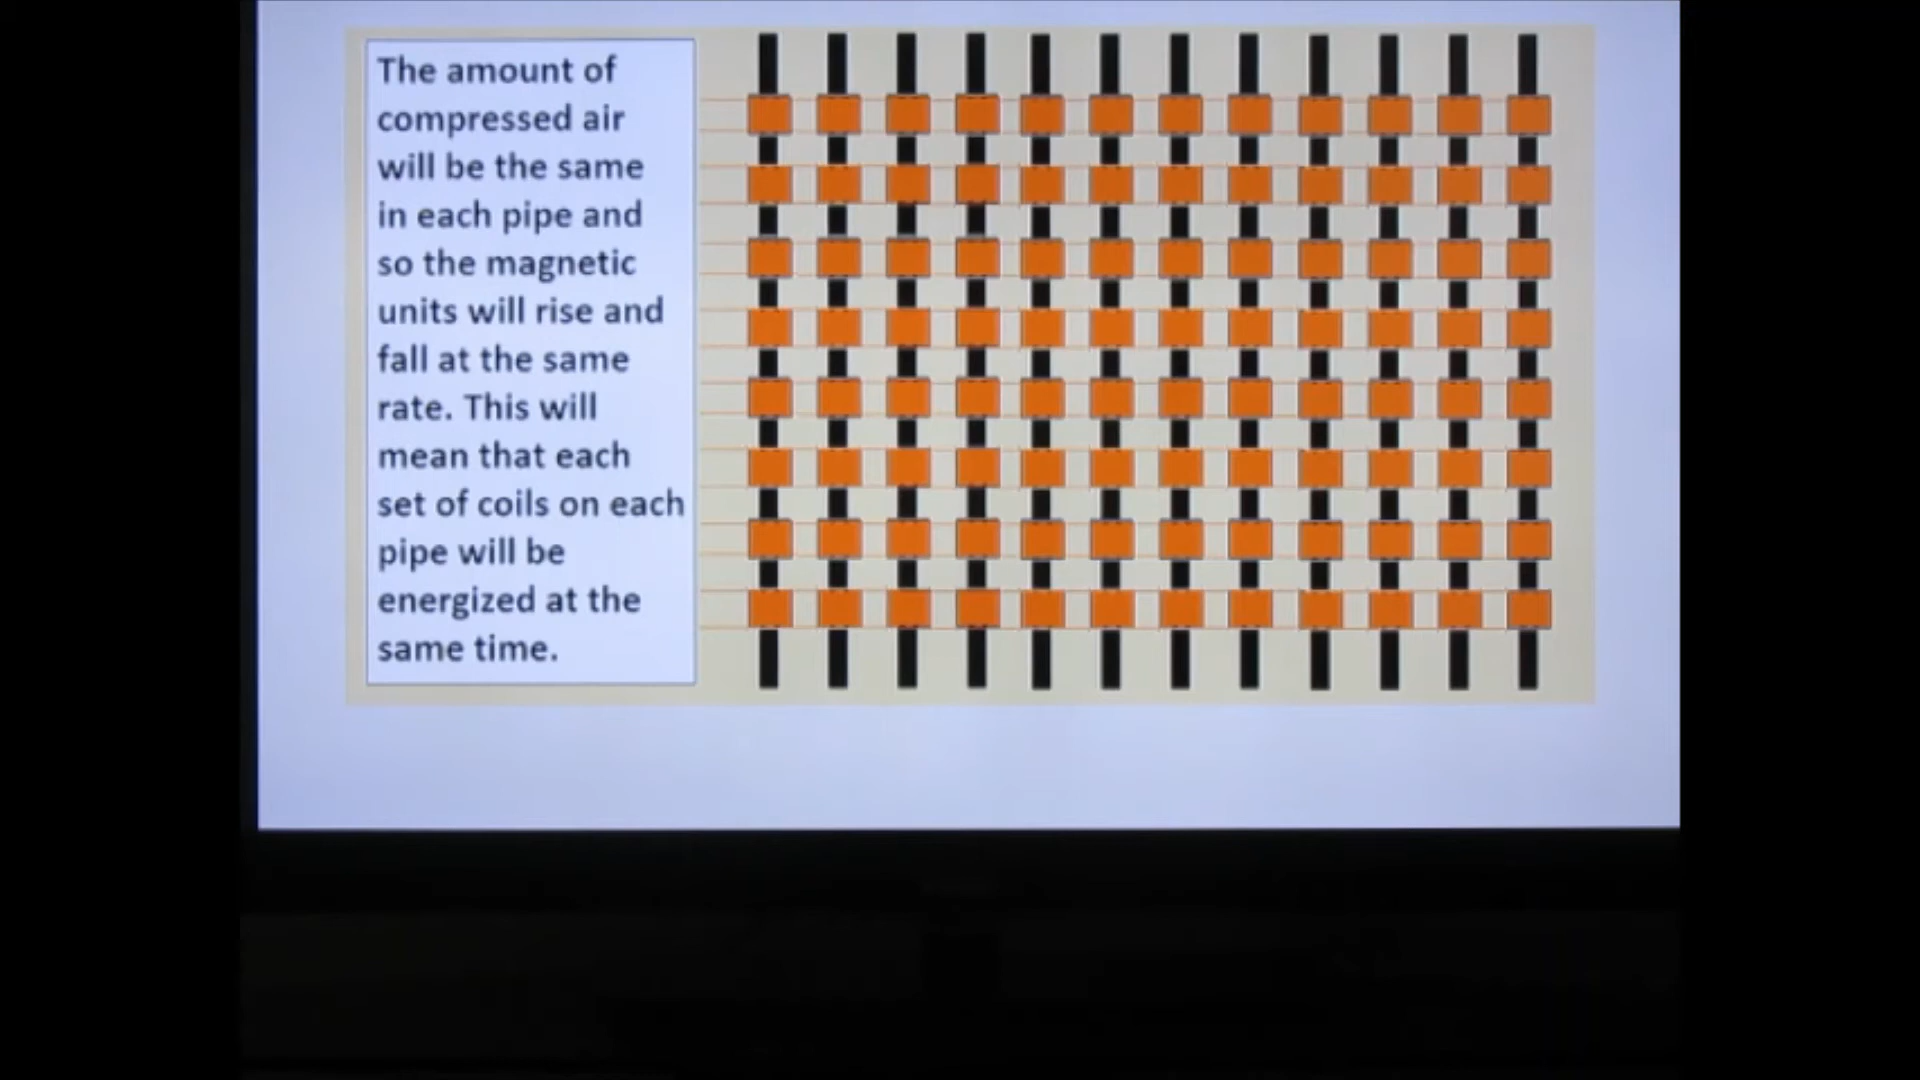 The amount of
compressed air
will be the same
in each pipe and
so the magnetic
units will rise and
fall at the same
rate. This will
mean that each
set of coils on each
pipe will be
energized at the
same time.